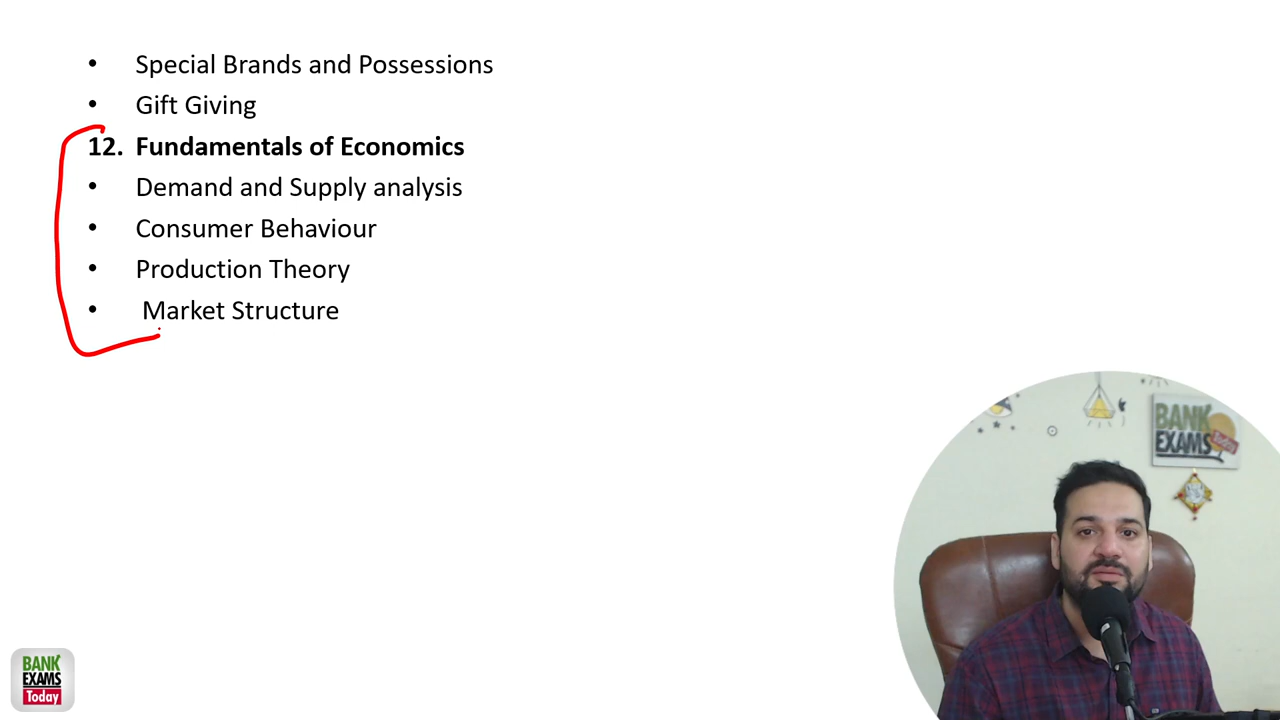 • Special Brands and Possessions
• Gift Giving
12. Fundamentals of Economics
• Demand and Supply analysis
• Consumer Behaviour
• Production Theory
• Market Structure
BANK
EXAMS
Today
BANK
EXAMS
Today